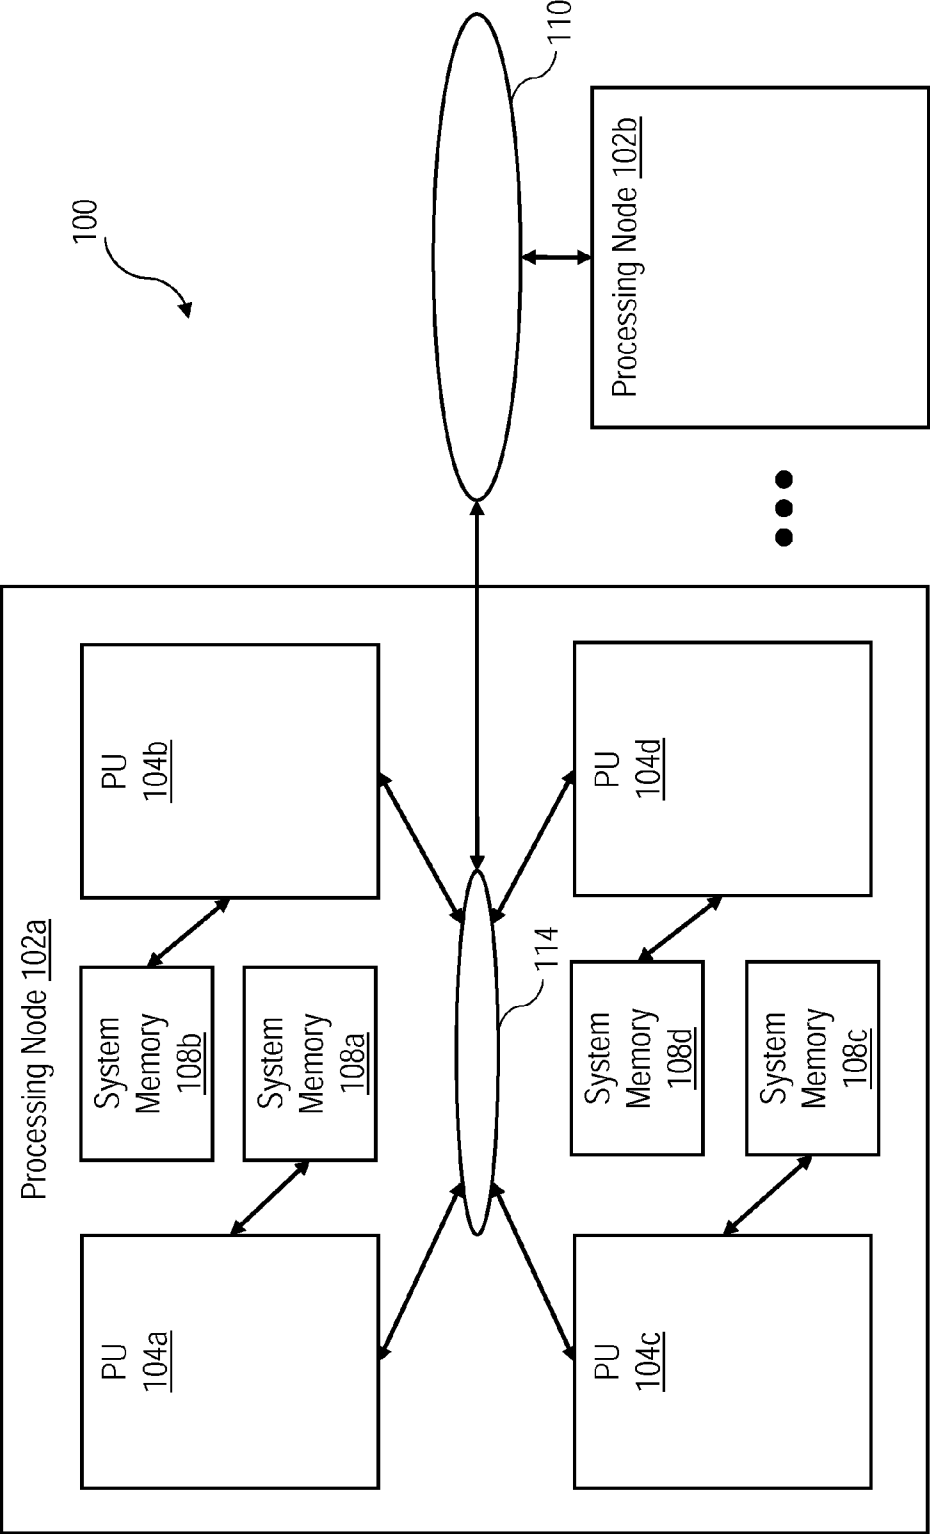 100
110
Processing Node 102a
PU
104a
System
Memory
108b
System
Memory
108a
PU
104b
114
PU
104c
System
Memory
108d
System
Memory
108c
PU
104d
Processing Node 102b